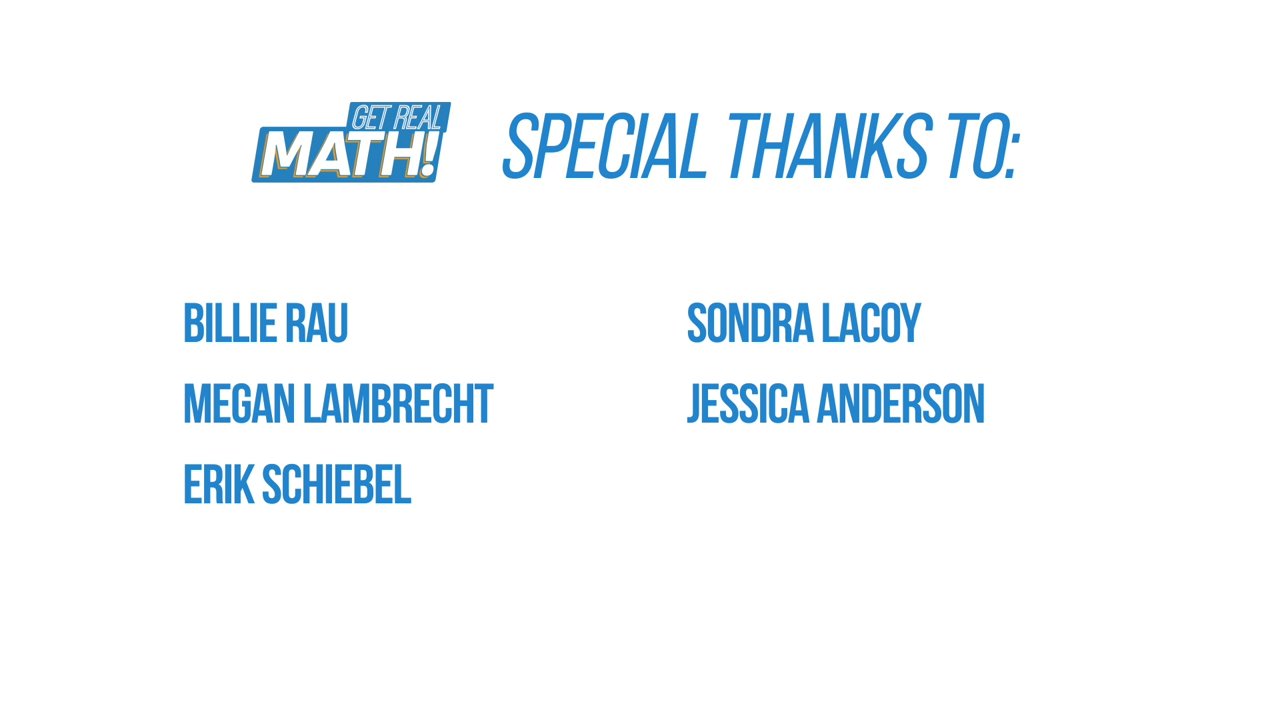 GET REAL
MATH!
SPECIAL THANKS TO:
BILLIE RAU
MEGAN LAMBRECHT
ERIK SCHIEBEL
SONDRA LACOY
JESSICA ANDERSON